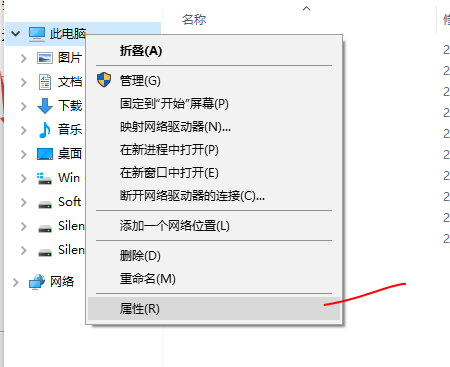 名称
修
此电脑
图片
文档
下载
音乐
桌面
Win
Soft
Silen
Silen
网络
折叠(A)
管理(G)
固定到"开始"屏幕(P)
映射网络驱动器(N)...
在新进程中打开(P)
在新窗口中打开(E)
断开网络驱动器的连接(C)...
添加一个网络位置(L)
删除(D)
重命名(M)
属性(R)
2
2
2
2
2
2
2
2
2